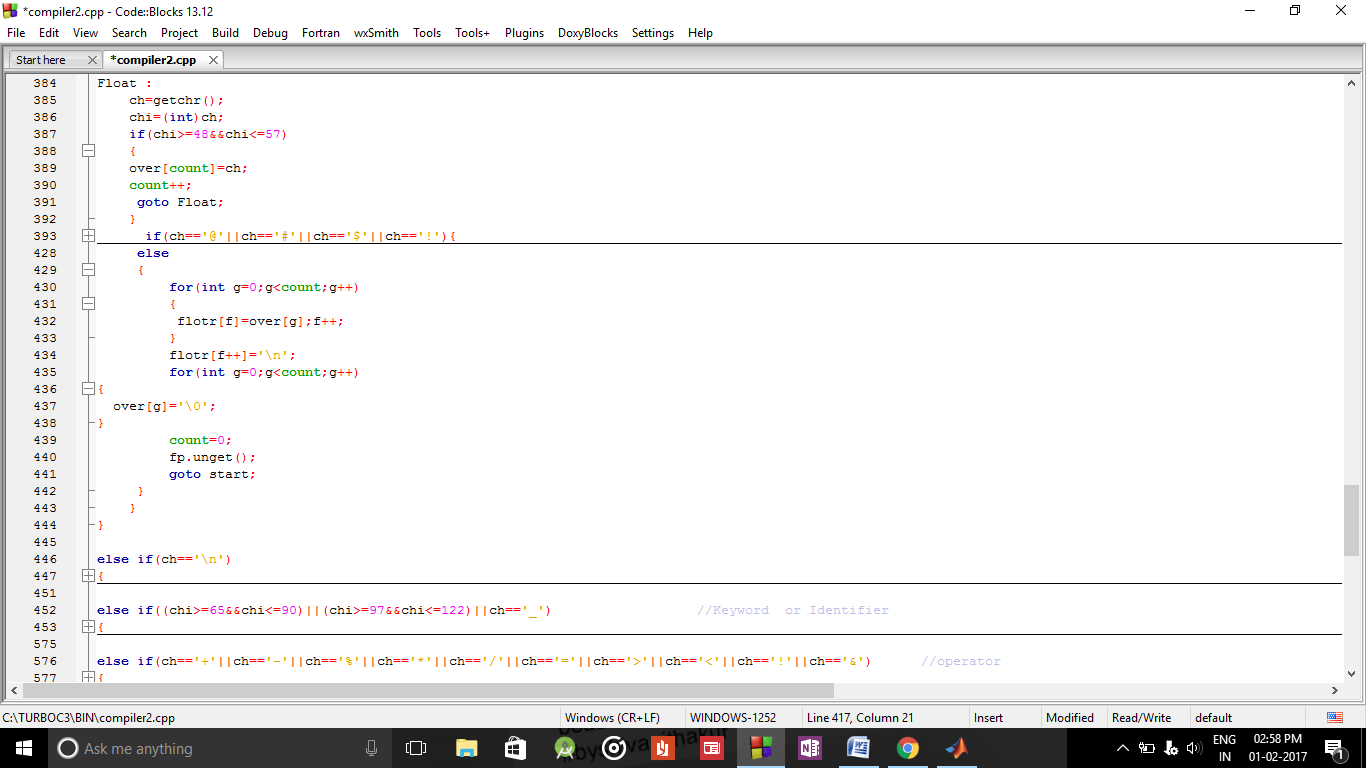 *compiler2.cpp - Code::Blocks 13.12
File Edit View Search Project Build Debug Fortran wxSmith Tools Tools+ Plugins DoxyBlocks Settings Help
Start here *compiler2.cpp
384 Float :
385 ch=getchr();
386 chi=(int)ch;
387 if(chi>=48&&chi<=57)
388 {
389 over[count]=ch;
390 count++;
391 goto Float;
392 }
393 if(ch=='@'||ch=='#'||ch=='$'||ch=='!'){
428 else
429 {
430 for(int g=0;g<count;g++)
431 {
432 flotr[f]=over[g];f++;
433 }
434 flotr[f++]='\n';
435 for(int g=0;g<count;g++)
436 {
437 over[g]='\0';
438 }
439 count=0;
440 fp.unget();
441 goto start;
442 }
443 }
444 }
445
446 else if(ch=='\n')
447 {
451
452 else if((chi>=65&&chi<=90)||(chi>=97&&chi<=122)||ch=='_') //Keyword  or Identifier
453 {
575
576 else if(ch=='+'||ch=='-'||ch=='%'||ch=='*'||ch=='/'||ch=='='||ch=='>'||ch=='<'||ch=='!'||ch=='&') //operator
577 {
C:\TURBOC3\BIN\compiler2.cpp Windows (CR+LF) WINDOWS-1252 Line 417, Column 21 Insert Modified Read/Write default
Ask me anything
ENG 02:58 PM
IN 01-02-2017
1